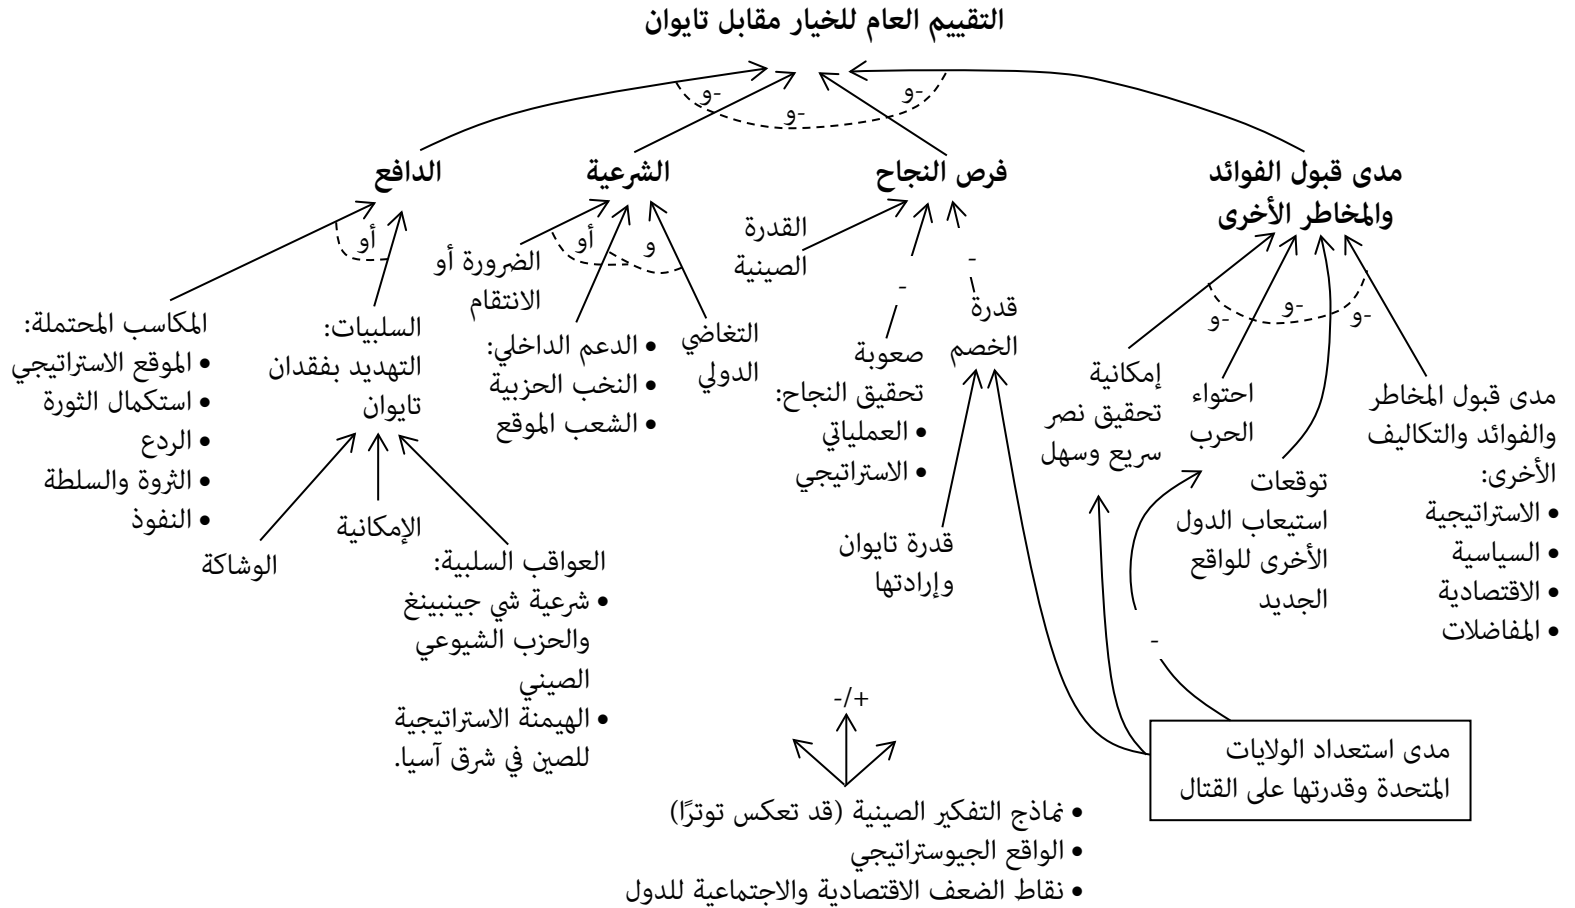 التقييم العام للخيار مقابل تايوان
و-
و-
و-
مدى قبول الفوائد
والمخاطر الأخرى
فرص النجاح
الشرعية
الدافع
أو
المكاسب المحتملة:
• الموقع الاستراتيجي
• استكمال الثورة
• الردع
• الثروة والسلطة
• النفوذ
السلبيات:
التهديد بفقدان
تايوان
الوشاكة
الإمكانية
العواقب السلبية:
• شرعية شي جينبينغ
والحزب الشيوعي
الصيني
• الهيمنة الاستراتيجية
للصين في شرق آسيا.
أو
و
الضرورة أو
الانتقام
• الدعم الداخلي:
• النخب الحزبية
• الشعب الموقع
التغاضي
الدولي
القدرة
الصينية
-
صعوبة
تحقيق النجاح:
• العملياتي
• الاستراتيجي
-
قدرة
الخصم
قدرة تايوان
وإرادتها
و-
و-
و-
إمكانية
تحقيق نصر
سريع وسهل
احتواء
الحرب
توقعات
استيعاب الدول
الأخرى للواقع
الجديد
مدى قبول المخاطر
والفوائد والتكاليف
الأخرى:
• الاستراتيجية
• السياسية
• الاقتصادية
• المفاضلات
-
مدى استعداد الولايات
المتحدة وقدرتها على القتال
-/+
• نماذج التفكير الصينية (قد تعكس توترًا)
• الواقع الجيوستراتيجي
• نقاط الضعف الاقتصادية والاجتماعية للدول